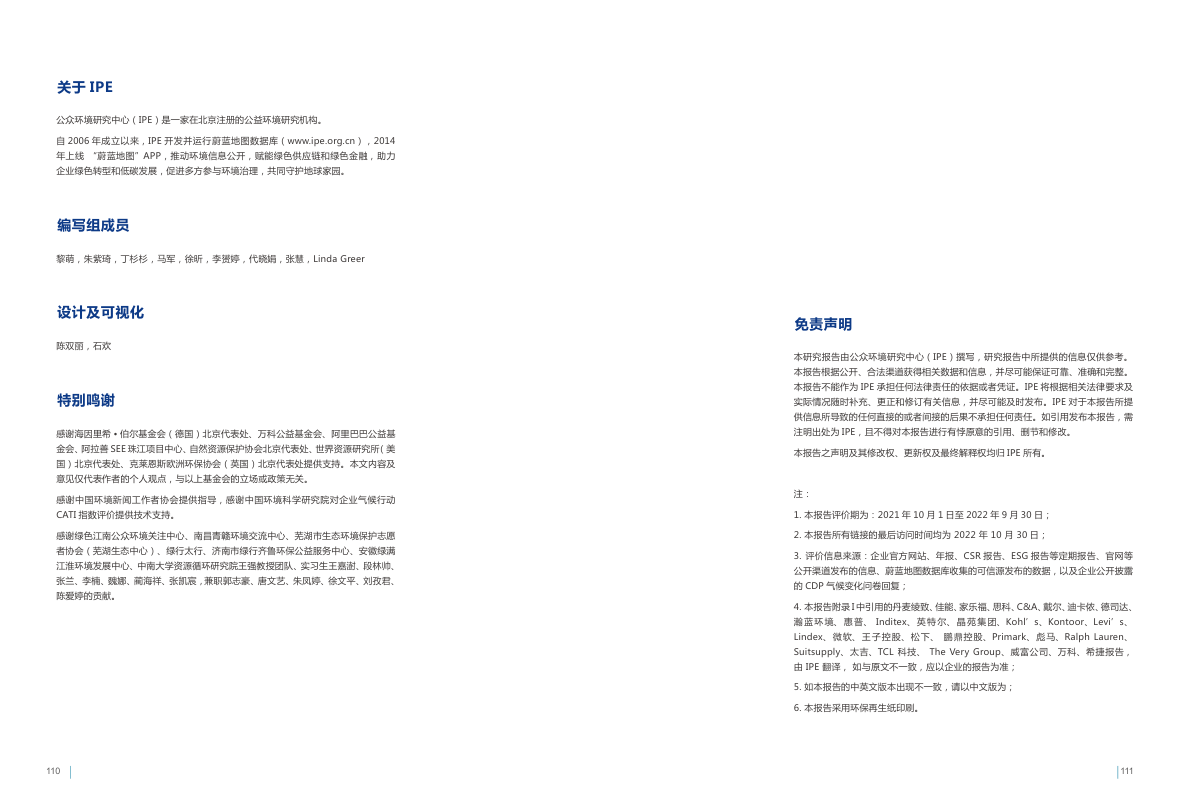 关于 IPE
公众环境研究中心（IPE）是一家在北京注册的公益环境研究机构。
自 2006 年成立以来，IPE 开发并运行蔚蓝地图数据库（www.ipe.org.cn），2014
年上线 “蔚蓝地图”APP，推动环境信息公开，赋能绿色供应链和绿色金融，助力
企业绿色转型和低碳发展，促进多方参与环境治理，共同守护地球家园。
编写组成员
黎萌，朱紫琦，丁杉杉，马军，徐昕，李贺婷，代晓娟，张慧，Linda Greer
设计及可视化
陈双丽，石欢
特别鸣谢
感谢海因里希•伯尔基金会（德国）北京代表处、万科公益基金会、阿里巴巴公益基
金会、阿拉善 SEE 珠江项目中心、自然资源保护协会北京代表处、世界资源研究所（美
国）北京代表处、克莱恩斯欧洲环保协会（英国）北京代表处提供支持。本文内容及
意见仅代表作者的个人观点，与以上基金会的立场或政策无关。
感谢中国环境新闻工作者协会提供指导，感谢中国环境科学研究院对企业气候行动
CATI 指数评价提供技术支持。
感谢绿色江南公众环境关注中心、南昌青赣环境交流中心、芜湖市生态环境保护志愿
者协会（芜湖生态中心）、绿行太行、济南市绿行齐鲁环保公益服务中心、安徽绿满
江淮环境发展中心、中南大学资源循环研究院王强教授团队、实习生王嘉澍、段林帅、
张兰、李楠、魏娜、蔺海祥、张凯宸，兼职郭志豪、唐文艺、朱凤婷、徐文平、刘孜君、
陈爱婷的贡献。
110
免责声明
本研究报告由公众环境研究中心（IPE）撰写，研究报告中所提供的信息仅供参考。
本报告根据公开、合法渠道获得相关数据和信息，并尽可能保证可靠、准确和完整。
本报告不能作为 IPE 承担任何法律责任的依据或者凭证。IPE 将根据相关法律要求及
实际情况随时补充、更正和修订有关信息，并尽可能及时发布。IPE 对于本报告所提
供信息所导致的任何直接的或者间接的后果不承担任何责任。如引用发布本报告，需
注明出处为 IPE，且不得对本报告进行有悖原意的引用、删节和修改。
本报告之声明及其修改权、更新权及最终解释权均归 IPE 所有。
注：
1. 本报告评价期为：2021 年 10 月 1 日至 2022 年 9 月 30 日；
2. 本报告所有链接的最后访问时间均为 2022 年 10 月 30 日；
3. 评价信息来源：企业官方网站、年报、CSR 报告、ESG 报告等定期报告、官网等
公开渠道发布的信息、蔚蓝地图数据库收集的可信源发布的数据，以及企业公开披露
的 CDP 气候变化问卷回复；
4. 本报告附录 I 中引用的丹麦绫致、佳能、家乐福、思科、C&A、戴尔、迪卡侬、德司达、
瀚蓝环境、惠普、 Inditex、英特尔、晶苑集团、Kohl’s、Kontoor、Levi’s、
Lindex、微软、王子控股、松下、 鹏鼎控股、Primark、彪马、Ralph Lauren、
Suitsupply、太古、TCL 科技、 The Very Group、威富公司、万科、希捷报告，
由 IPE 翻译， 如与原文不一致，应以企业的报告为准；
5. 如本报告的中英文版本出现不一致，请以中文版为；
6. 本报告采用环保再生纸印刷。
111